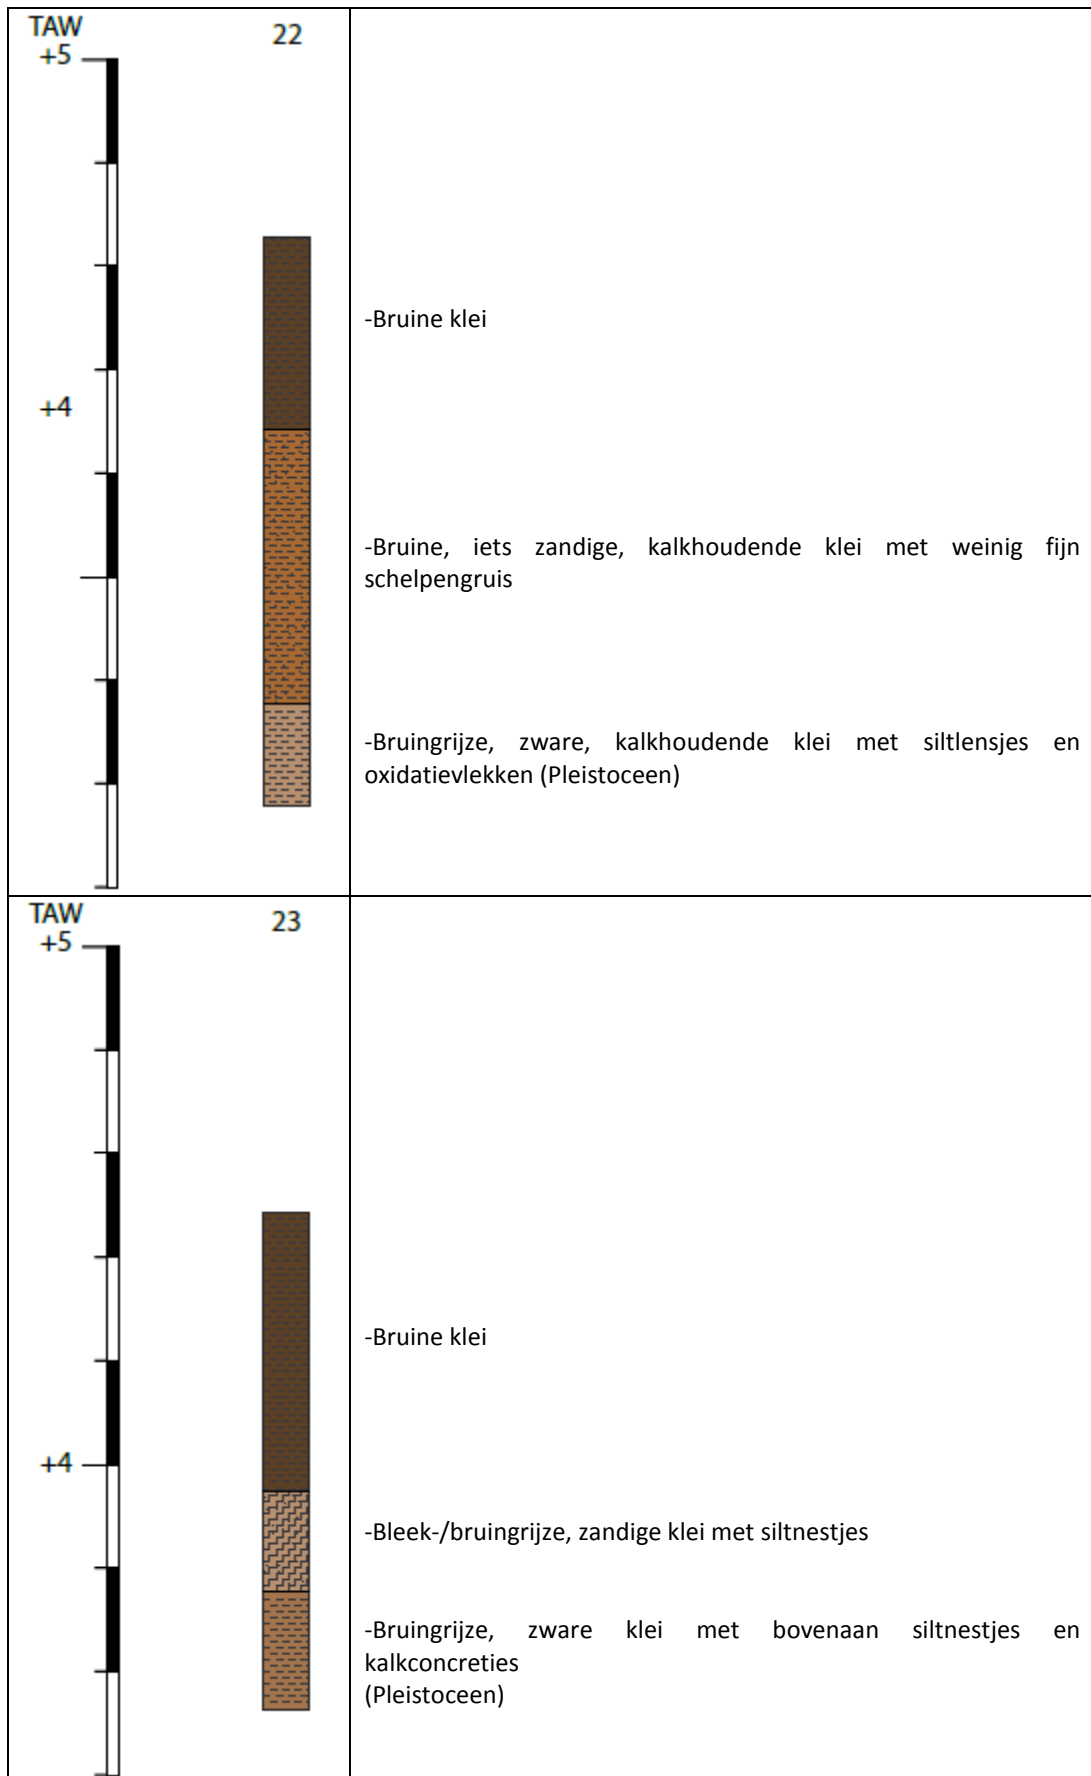 TAW
22
+5
-Bruine klei
+4
-Bruine, iets zandige, kalkhoudende klei met weinig fijn
schelpengruis
-Bruingrijze, zware, kalkhoudende klei met siltlensjes en
oxidatievlekken (Pleistoceen)
TAW
23
+5
-Bruine klei
+4
-Bleek-/bruingrijze, zandige klei met siltnestjes
-Bruingrijze, zware klei met bovenaan siltnestjes en
kalkconcreties
(Pleistoceen)